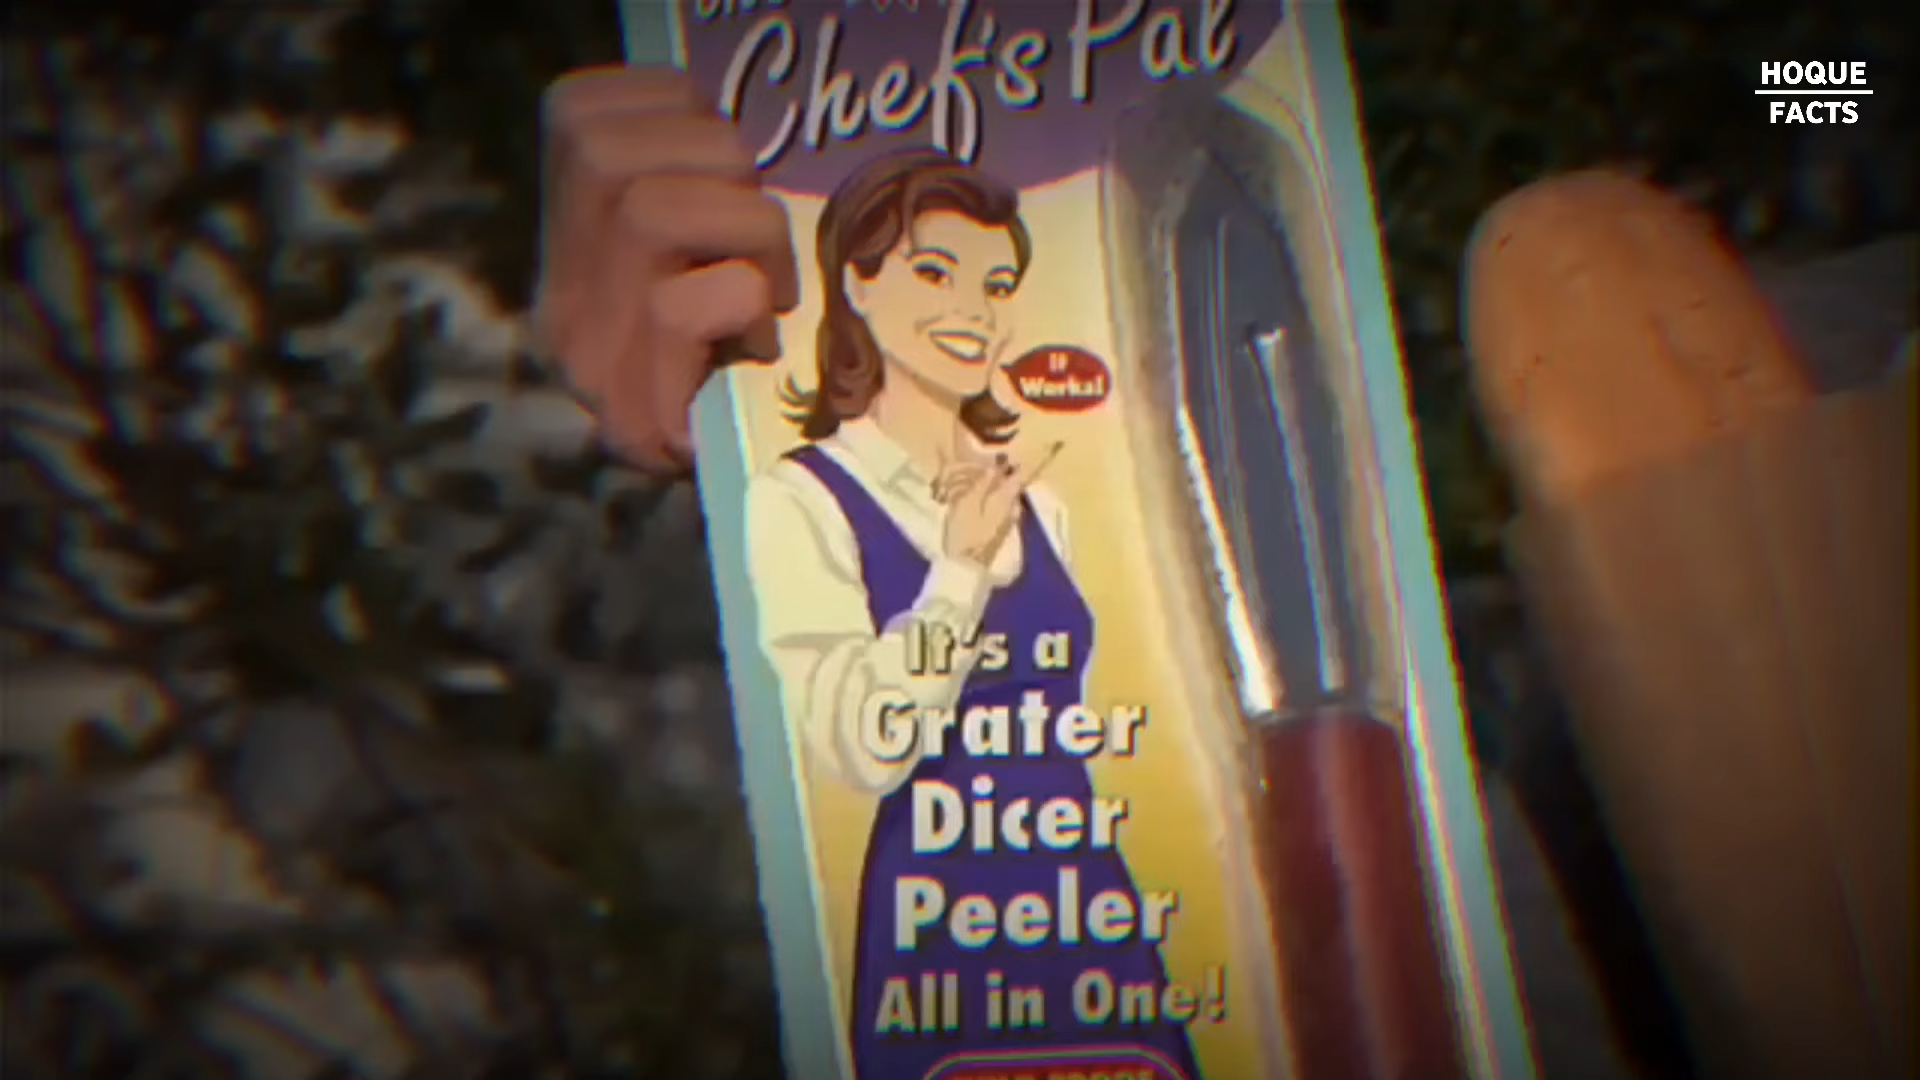 Chef's Pal
HOQUE
FACTS
It
Works!
It's a
Grater
Dicer
Peeler
All in One!